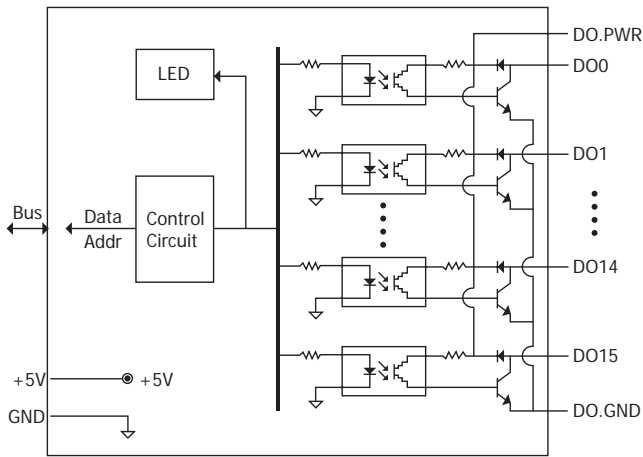 DO.PWR
LED
DO0
DO1
Bus
Data
Addr
Control
Circuit
DO14
DO15
+5V
+5V
GND
DO.GND